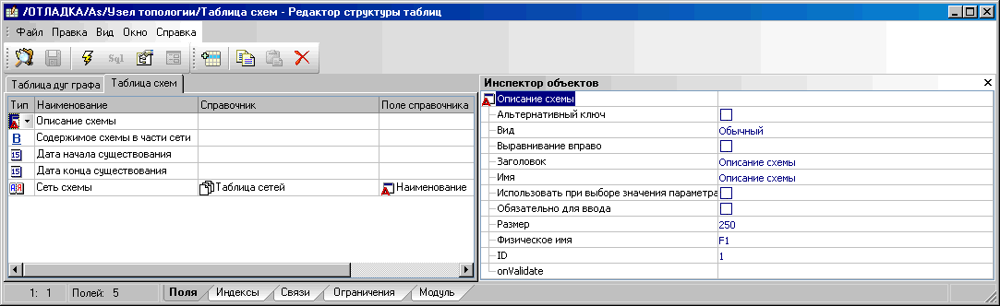 /ОТЛАДКА/As/Узел топологии/Таблица схем - Редактор структуры таблиц
Файл Правка Вид Окно Справка
Sql
Таблица дуг графа Таблица схем
Тип Наименование Справочник Поле справочника
Описание схемы
B Содержимое схемы в части сети
15 Дата начала существования
15 Дата конца существования
АЯ Сеть схемы Таблица сетей Наименование
Инспектор объектов
Описание схемы
Альтернативный ключ
Вид Обычный
Выравнивание вправо
Заголовок Описание схемы
Имя Описание схемы
Использовать при выборе значения параметра
Обязательно для ввода
Размер 250
Физическое имя F1
ID 1
onValidate
1: 1 Полей: 5 Поля Индексы Связи Ограничения Модуль